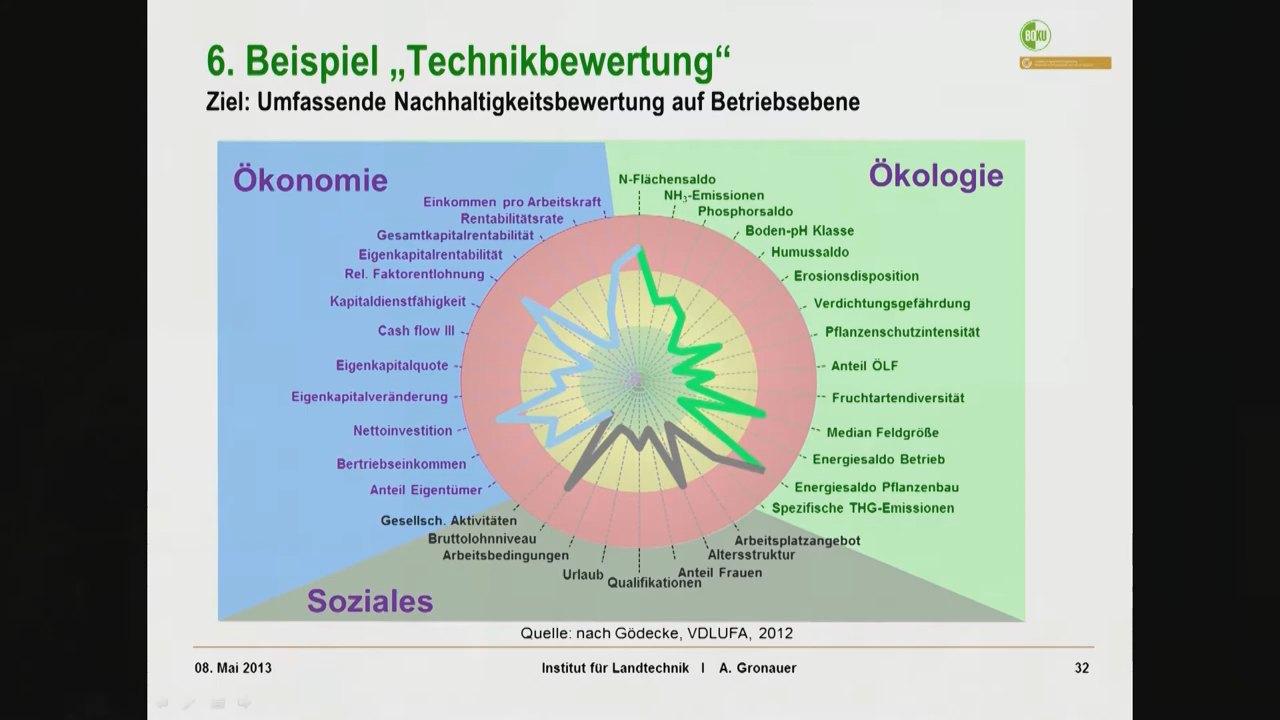 6. Beispiel „Technikbewertung“
Ziel: Umfassende Nachhaltigkeitsbewertung auf Betriebsebene
BOKU
Ökonomie
Ökologie
Einkommen pro Arbeitskraft
Rentabilitätsrate
Gesamtkapitalrentabilität
Eigenkapitalrentabilität
Rel. Faktorentlohnung
Kapitaldienstfähigkeit
Cash flow III
Eigenkapitalquote
Eigenkapitalveränderung
Nettoinvestition
Bertriebseinkommen
Anteil Eigentümer
N-Flächensaldo
NH3-Emissionen
Phosphorsaldo
Boden-pH Klasse
Humussaldo
Erosionsdisposition
Verdichtungsgefährdung
Pflanzenschutzintensität
Anteil ÖLF
Fruchtartendiversität
Median Feldgröße
Energiesaldo Betrieb
Energiesaldo Pflanzenbau
Spezifische THG-Emissionen
Gesellsch. Aktivitäten
Bruttolohnniveau
Arbeitsbedingungen
Urlaub
Qualifikationen
Anteil Frauen
Altersstruktur
Arbeitsplatzangebot
Soziales
Quelle: nach Gödecke, VDLUFA, 2012
08. Mai 2013
Institut für Landtechnik I A. Gronauer
32